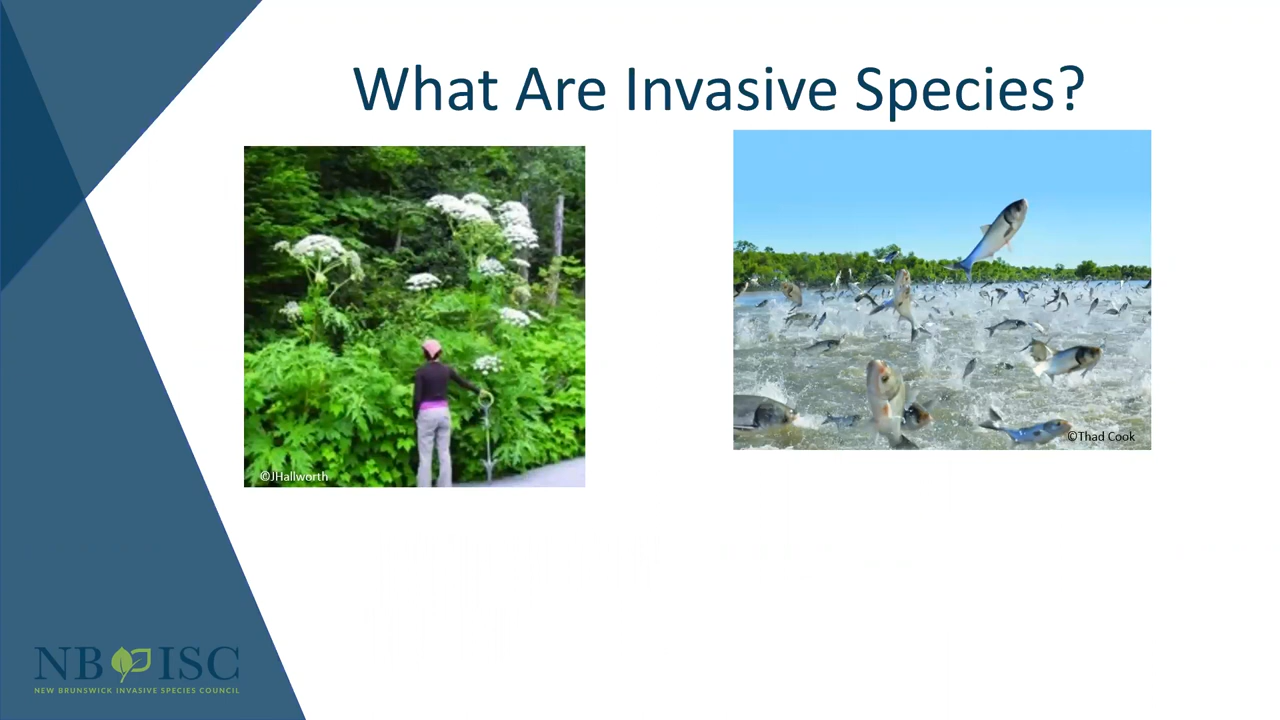 What Are Invasive Species?
©JHallworth
©Thad Cook
NB ISC
NEW BRUNSWICK INVASIVE SPECIES COUNCIL